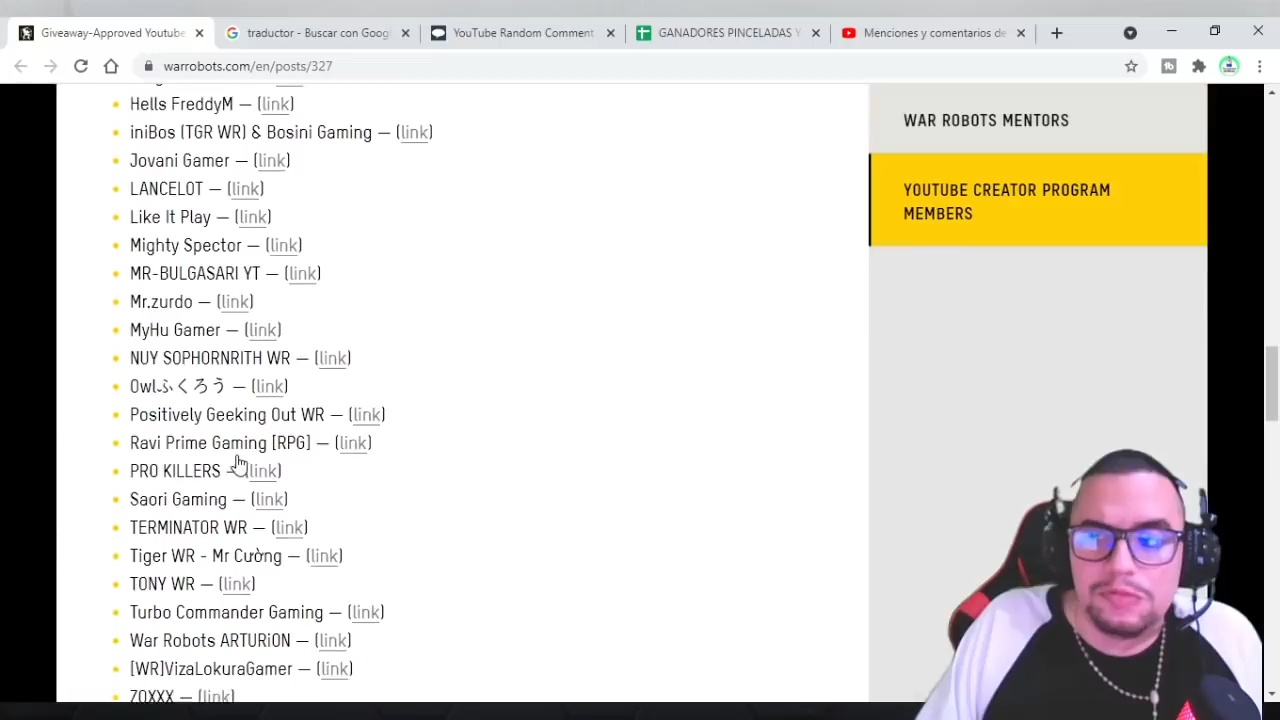 Giveaway-Approved Youtube
traductor - Buscar con Goog
YouTube Random Comment
GANADORES PINCELADAS Y
Menciones y comentarios de
warrobots.com/en/posts/327
Hells FreddyM — (link)
iniBos (TGR WR) & Bosini Gaming — (link)
Jovani Gamer — (link)
LANCELOT — (link)
Like It Play — (link)
Mighty Spector — (link)
MR-BULGASARI YT — (link)
Mr.zurdo — (link)
MyHu Gamer — (link)
NUY SOPHORNRITH WR — (link)
Owlふくろう — (link)
Positively Geeking Out WR — (link)
Ravi Prime Gaming [RPG] — (link)
PRO KILLERS — (link)
Saori Gaming — (link)
TERMINATOR WR — (link)
Tiger WR - Mr Cường — (link)
TONY WR — (link)
Turbo Commander Gaming — (link)
War Robots ARTURiON — (link)
[WR]VizaLokuraGamer — (link)
ZOXXX — (link)
WAR ROBOTS MENTORS
YOUTUBE CREATOR PROGRAM
MEMBERS